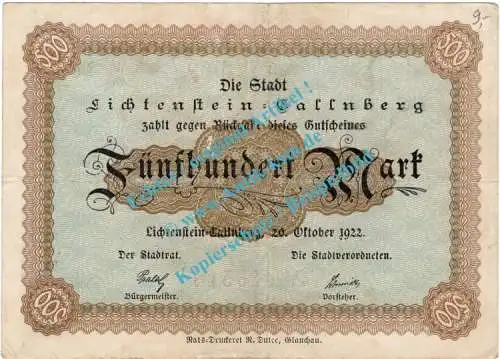 9,-
500 500
Die Stadt
Lichtenstein-Callnberg
zahlt gegen Rückgabe dieses Gutscheines
Fünfhundert Mark
Lichtenstein-Callnberg, 20. Oktober 1922.
Der Stadtrat. Die Stadtverordneten.
Bürgermeister. Vorsteher.
500 500
Rats-Druckerei R. Dulce, Glauchau.